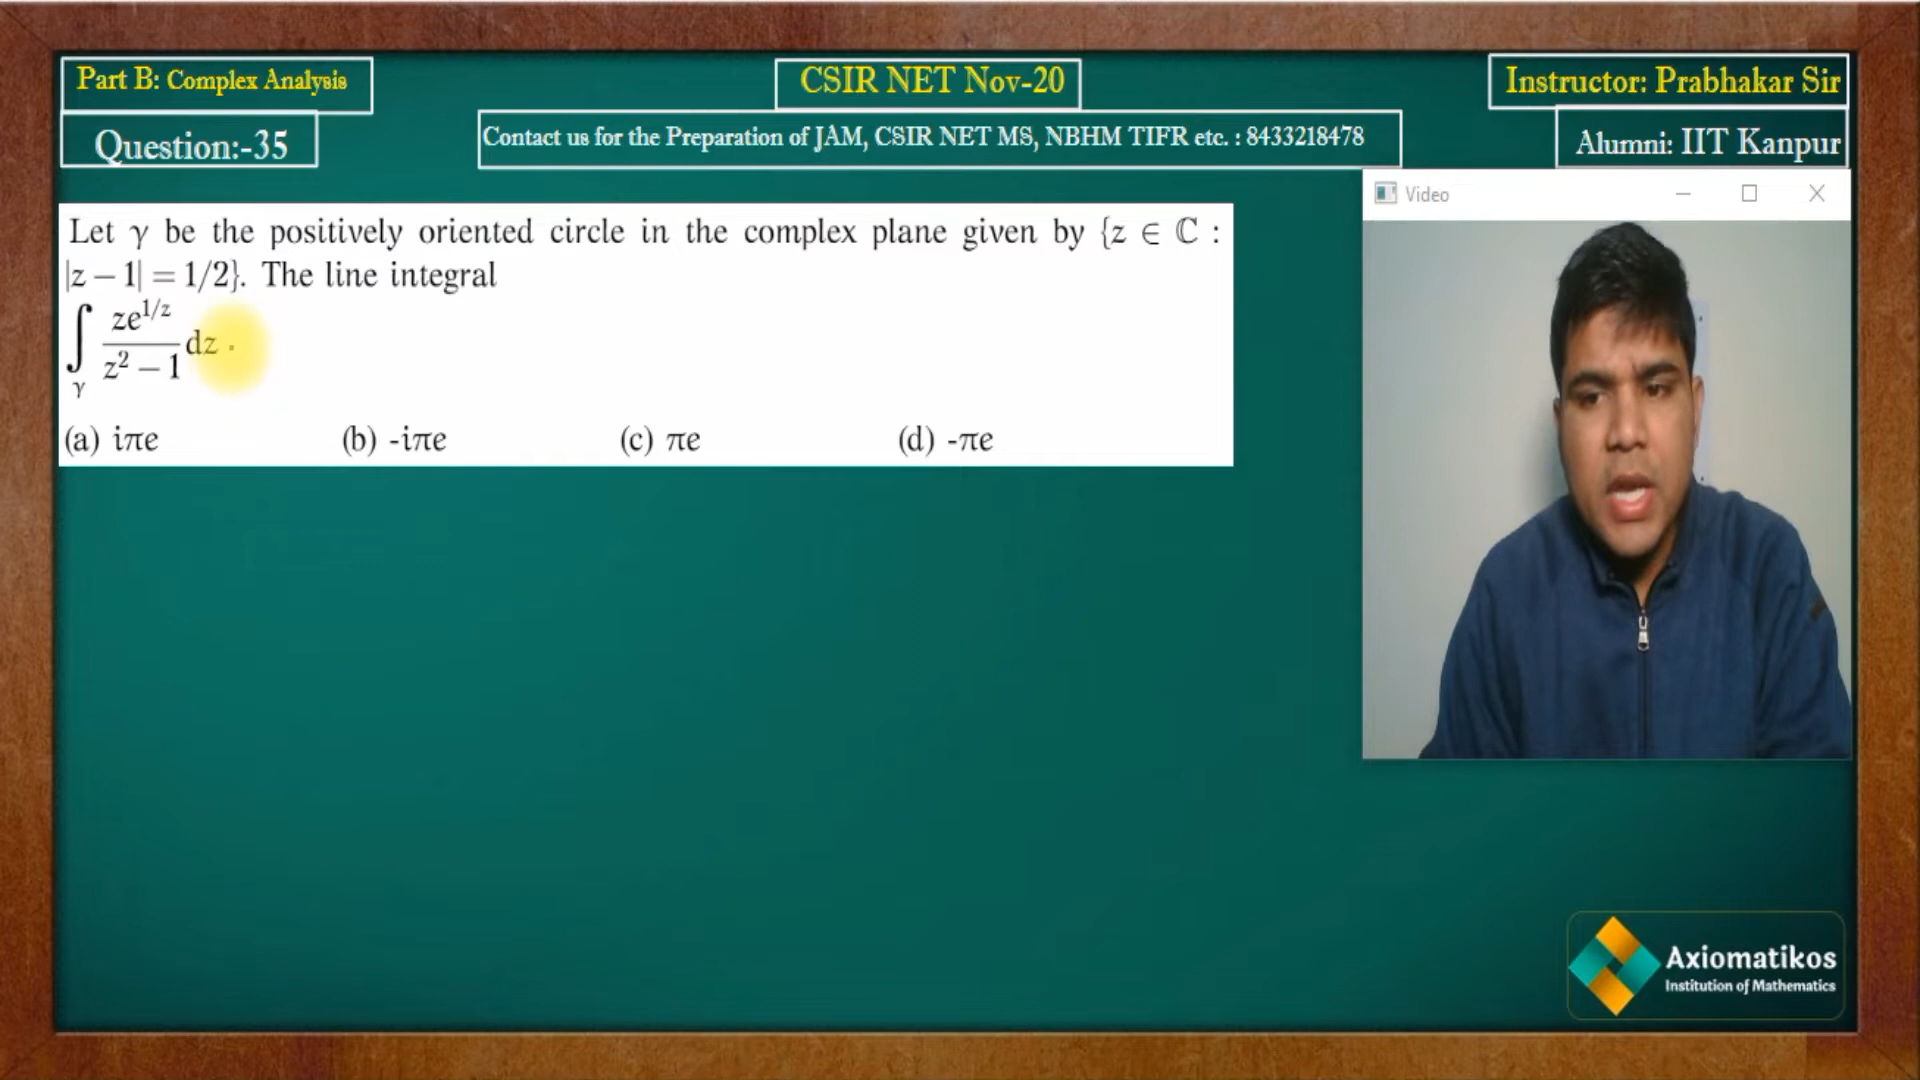 Part B: Complex Analysis
CSIR NET Nov-20
Instructor: Prabhakar Sir
Question:-35
Contact us for the Preparation of JAM, CSIR NET MS, NBHM TIFR etc. : 8433218478
Alumni: IIT Kanpur
Video
Let γ be the positively oriented circle in the complex plane given by {z ∈ ℂ :
|z − 1| = 1/2}. The line integral
∫γ ze^{1/z}/(z² − 1) dz .
(a) iπe (b) -iπe (c) πe (d) -πe
Axiomatikos
Institution of Mathematics